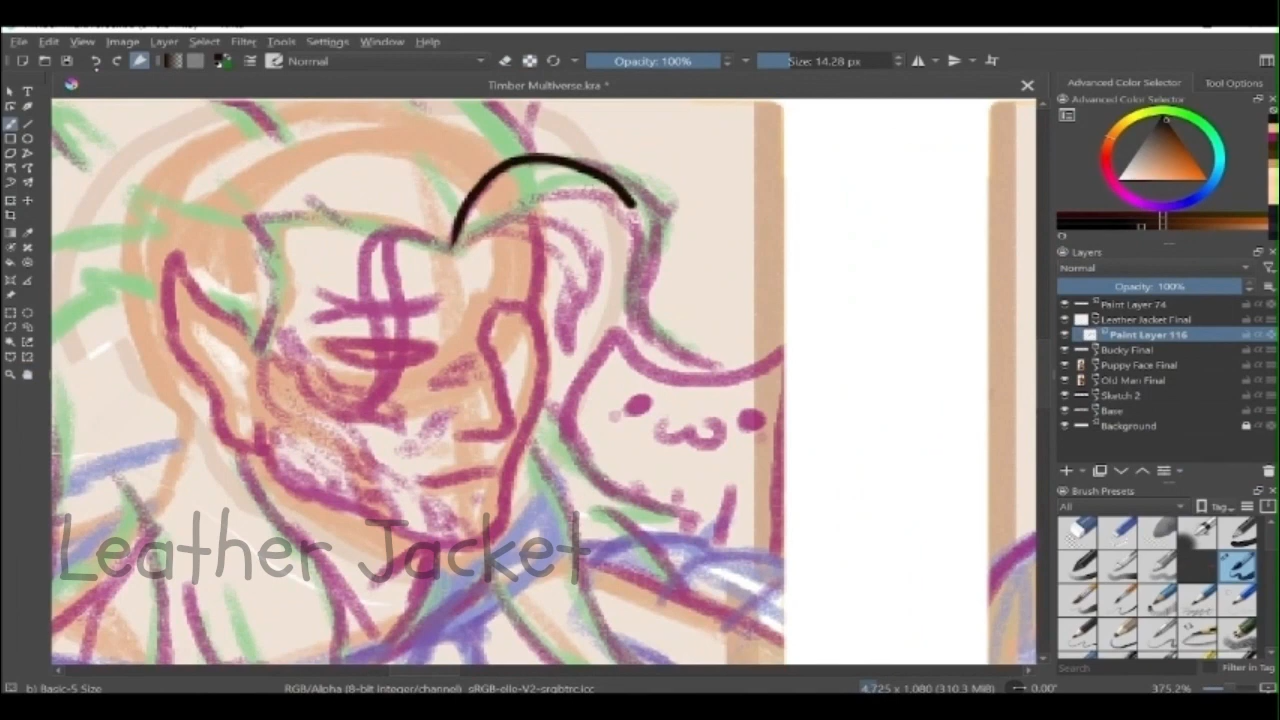 File Edit View Image Layer Select Filter Tools Settings Window Help
Normal Opacity: 100% Size: 14.28 px
Timber Multiverse.kra *
Advanced Color Selector Tool Options
Advanced Color Selector
Layers
Normal
Opacity: 100%
Paint Layer 74
Leather Jacket Final
Paint Layer 116
Bucky Final
Puppy Face Final
Old Man Final
Sketch 2
Base
Background
Brush Presets
All Tag
Leather Jacket
Search Filter in Tag
b) Basic-5 Size RGB/Alpha (8-bit integer/channel) sRGB-elle-V2-srgbtrc.icc 4,725 x 1,080 (310.3 MiB) 0.00° 375.2%